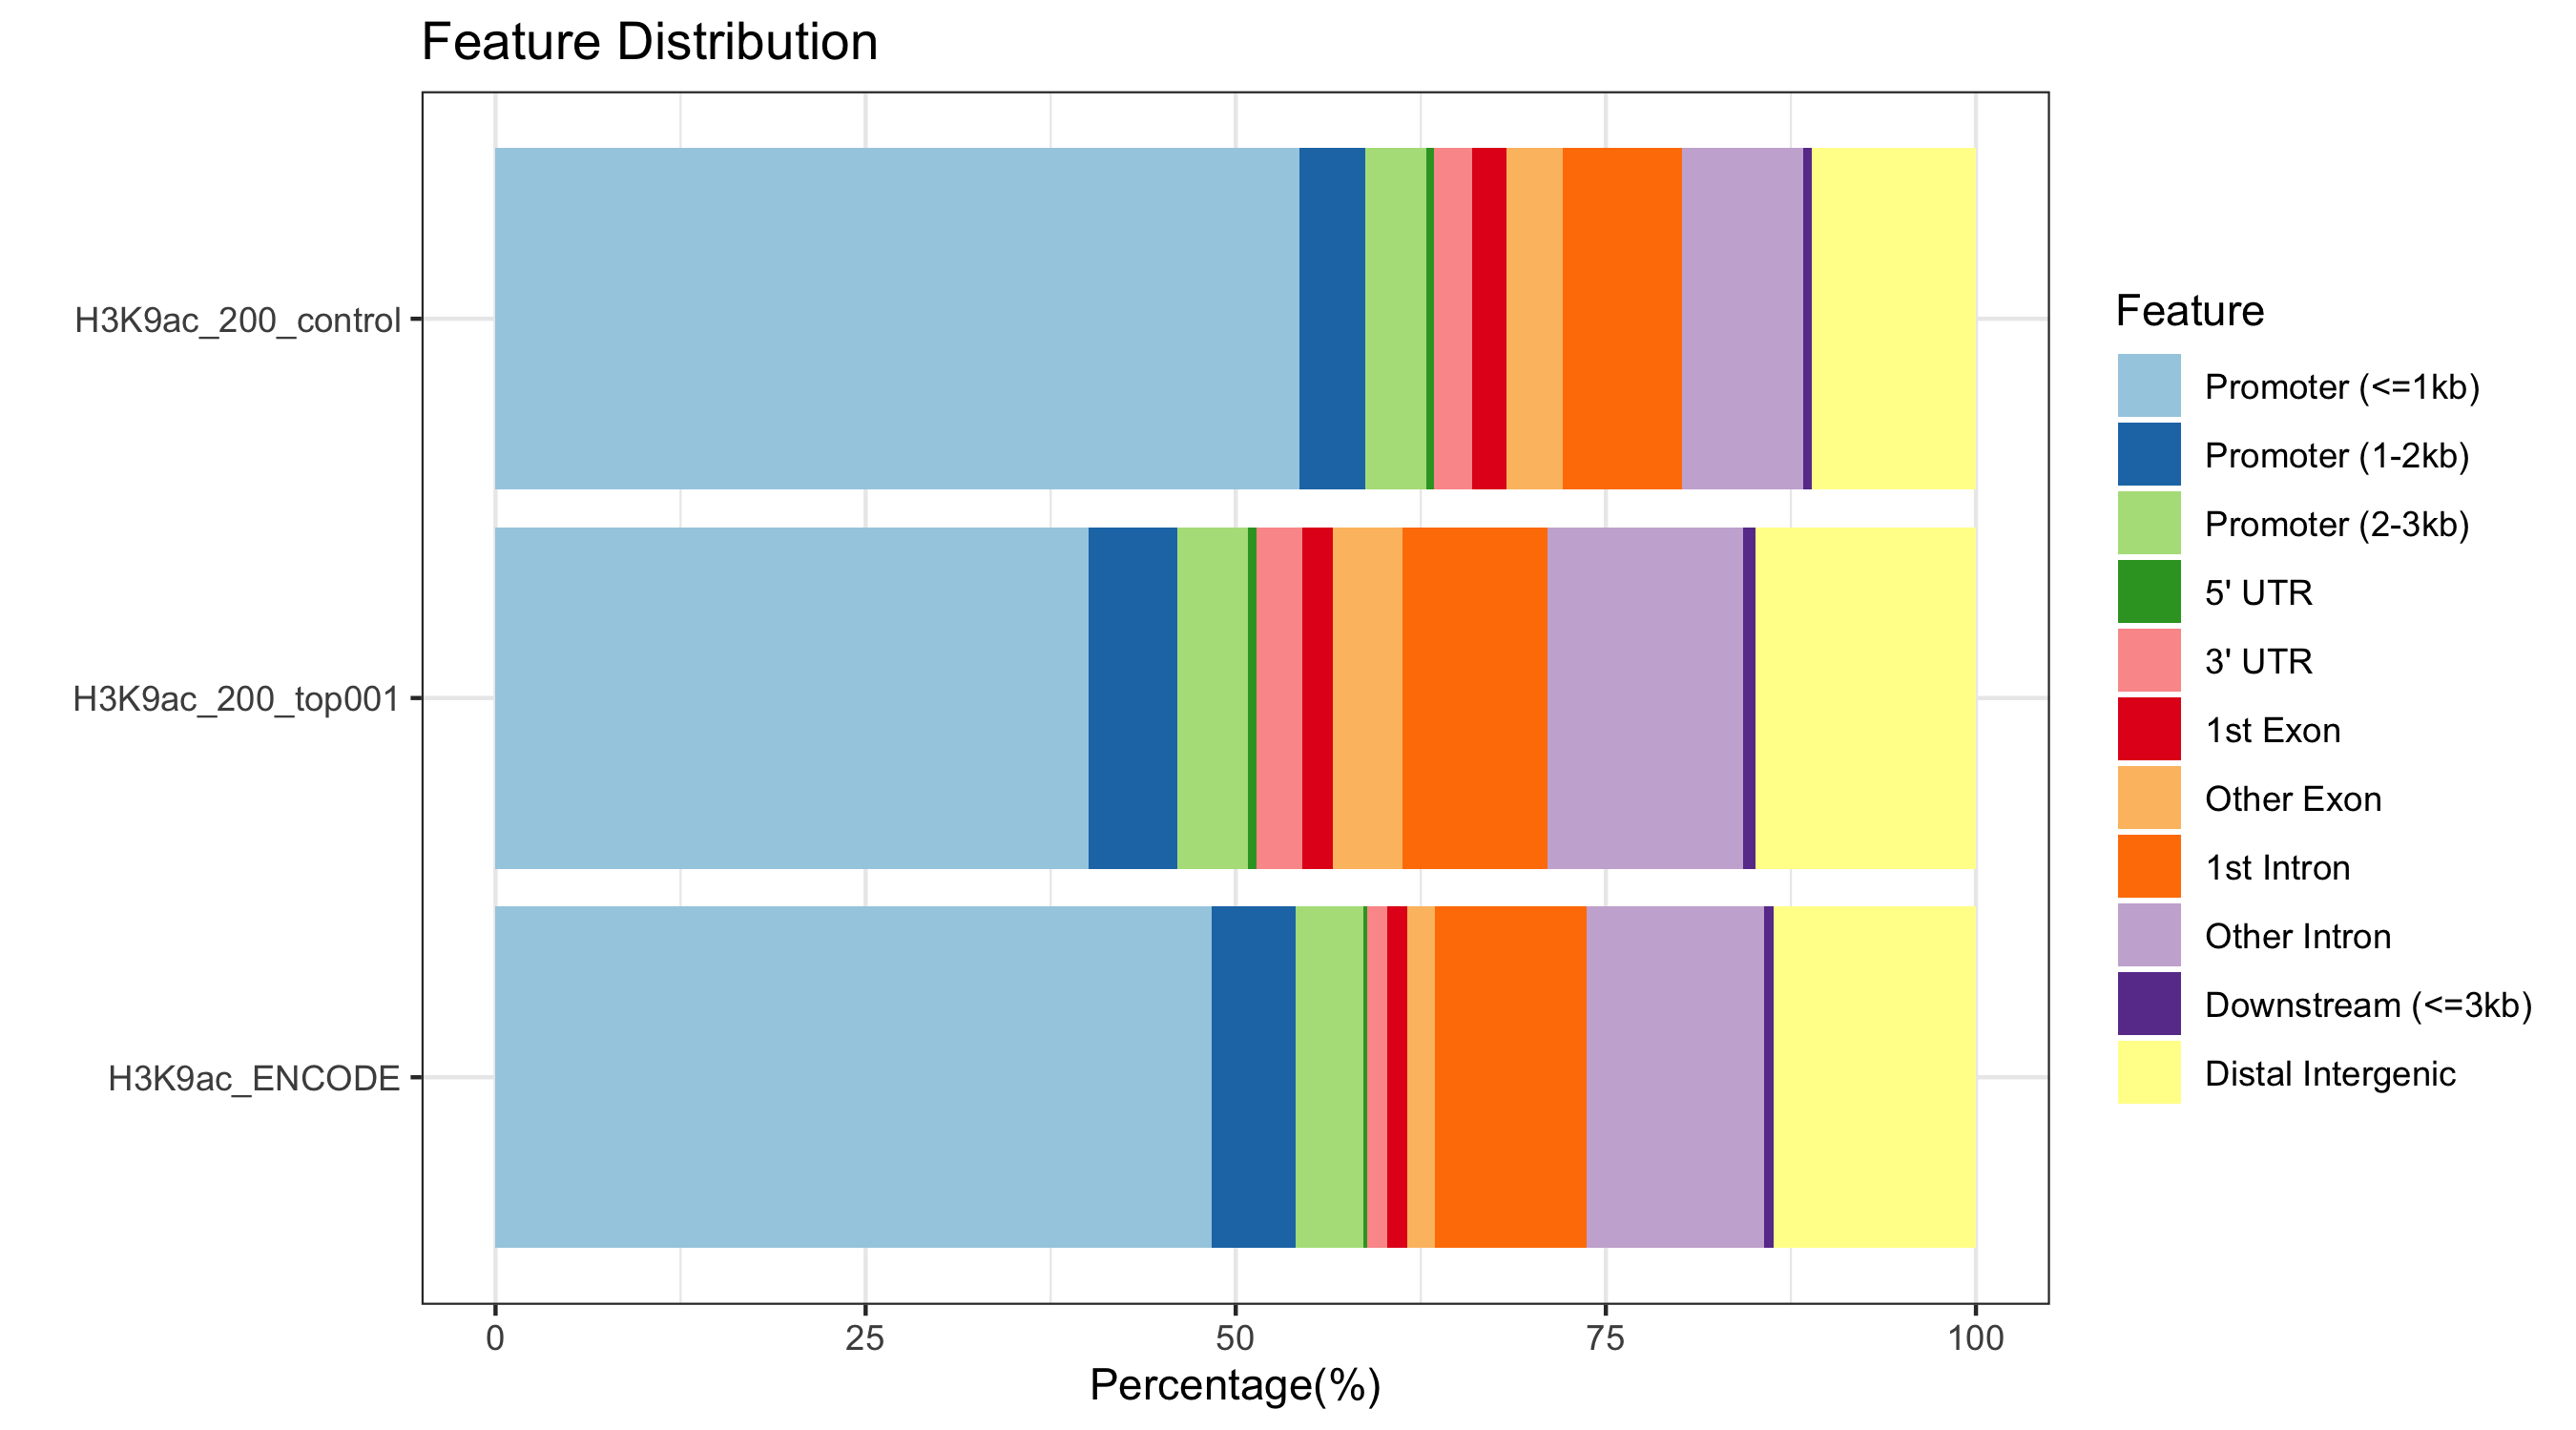 Feature Distribution
H3K9ac_200_control
H3K9ac_200_top001
H3K9ac_ENCODE
0 25 50 75 100
Percentage(%)
Feature
Promoter (<=1kb)
Promoter (1-2kb)
Promoter (2-3kb)
5' UTR
3' UTR
1st Exon
Other Exon
1st Intron
Other Intron
Downstream (<=3kb)
Distal Intergenic